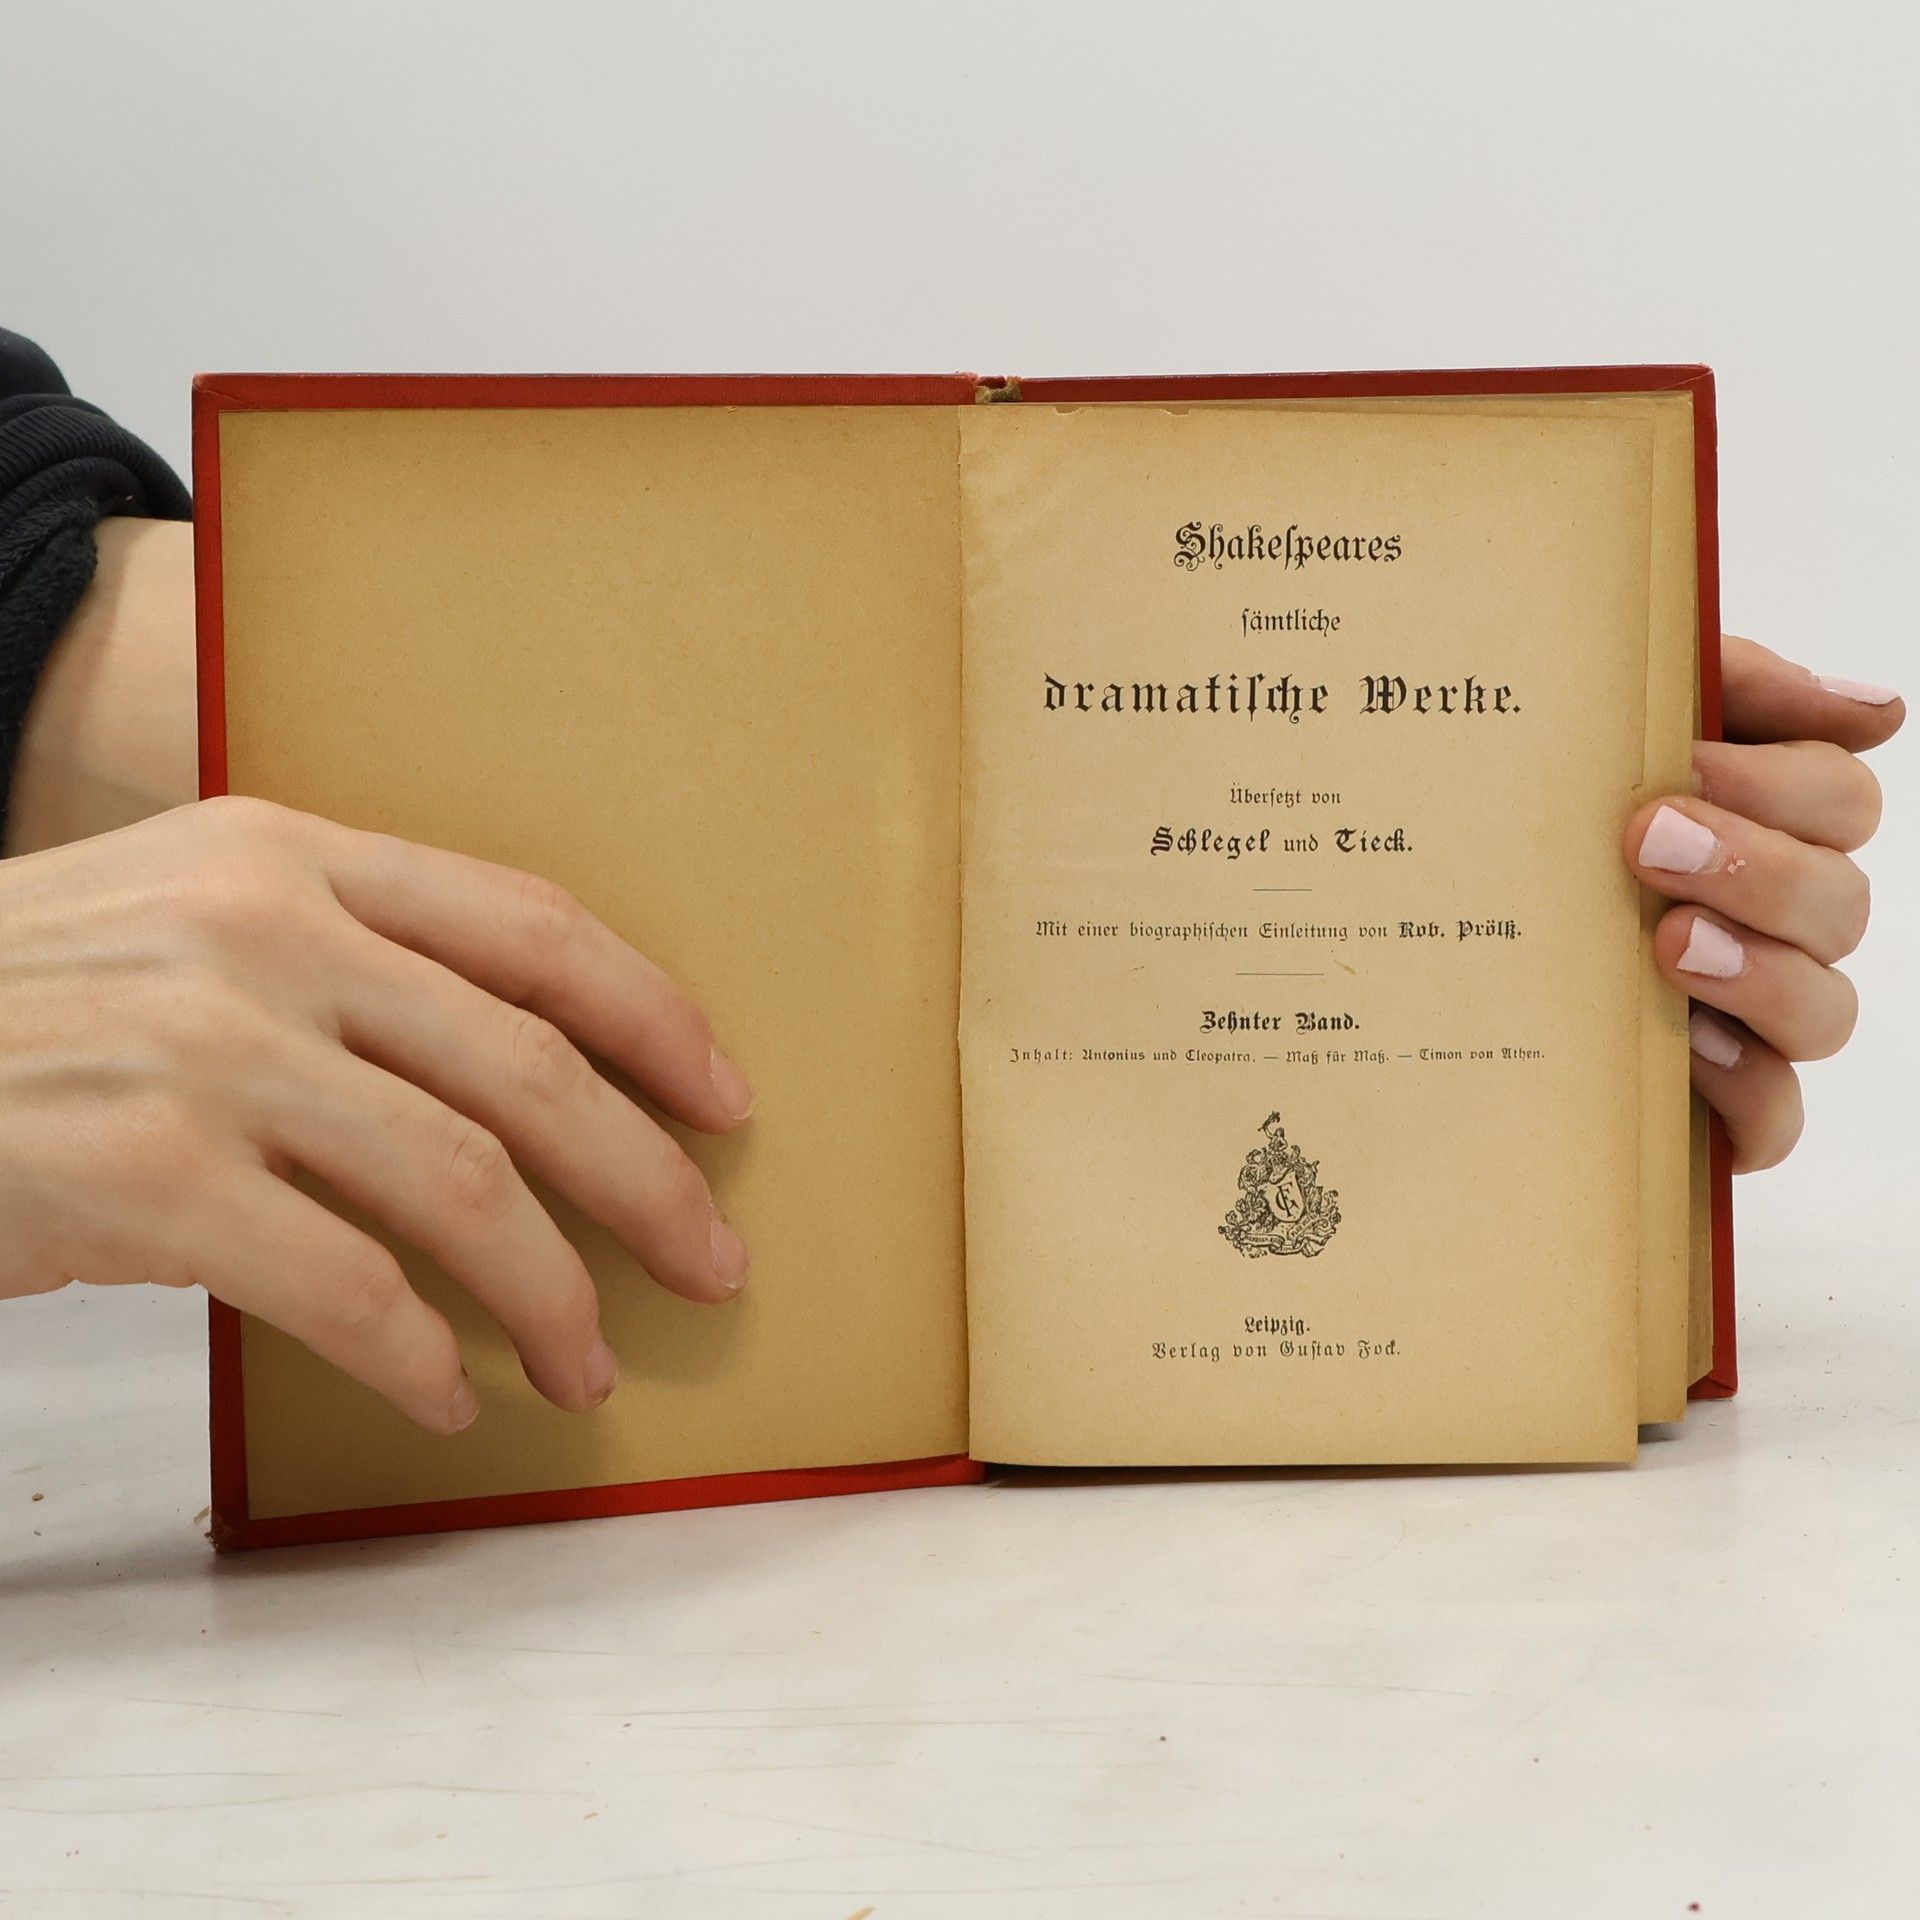 Shakeſpeares
ſämtliche
dramatiſche Werke.
Überſetzt von
Schlegel und Tieck.
Mit einer biographiſchen Einleitung von Rob. Prölß.
Zehnter Band.
Inhalt: Antonius und Cleopatra. — Maß für Maß. — Timon von Athen.
GF
Leipzig.
Verlag von Guſtav Fock.